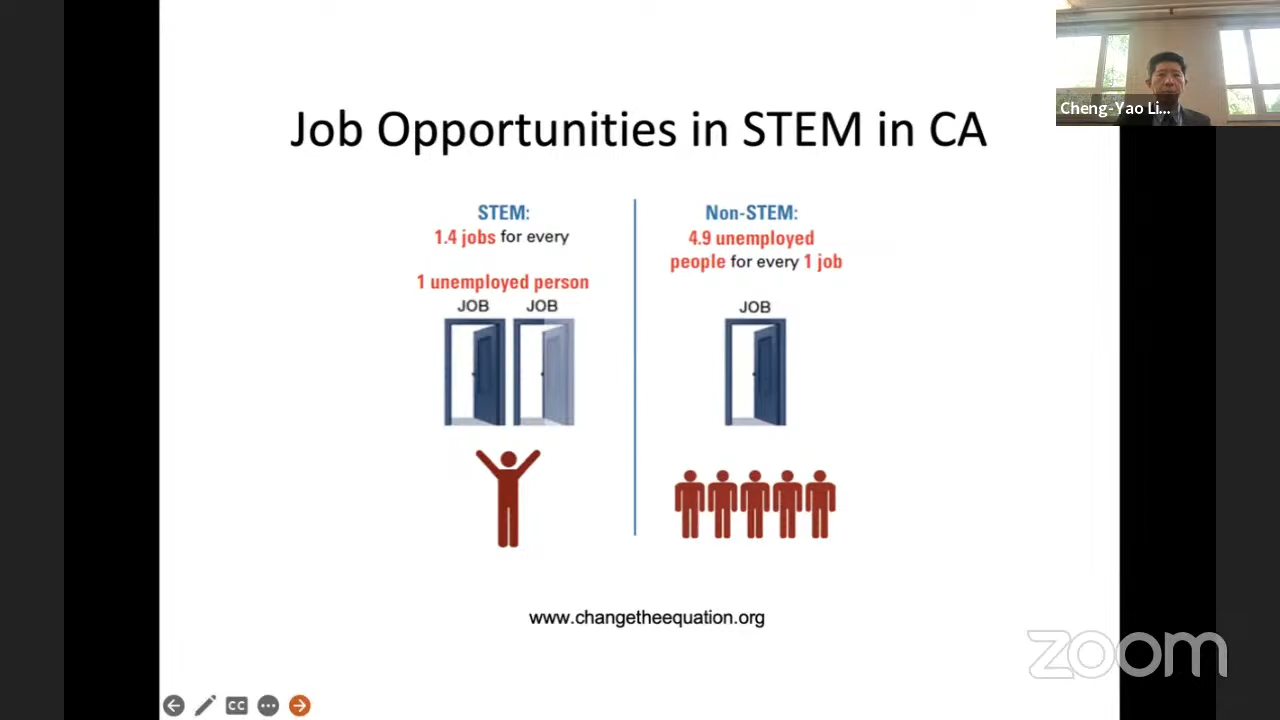 Job Opportunities in STEM in CA
STEM:
1.4 jobs for every
1 unemployed person
JOB JOB
Non-STEM:
4.9 unemployed
people for every 1 job
JOB
www.changetheequation.org
Cheng-Yao Li...
CC
zoom